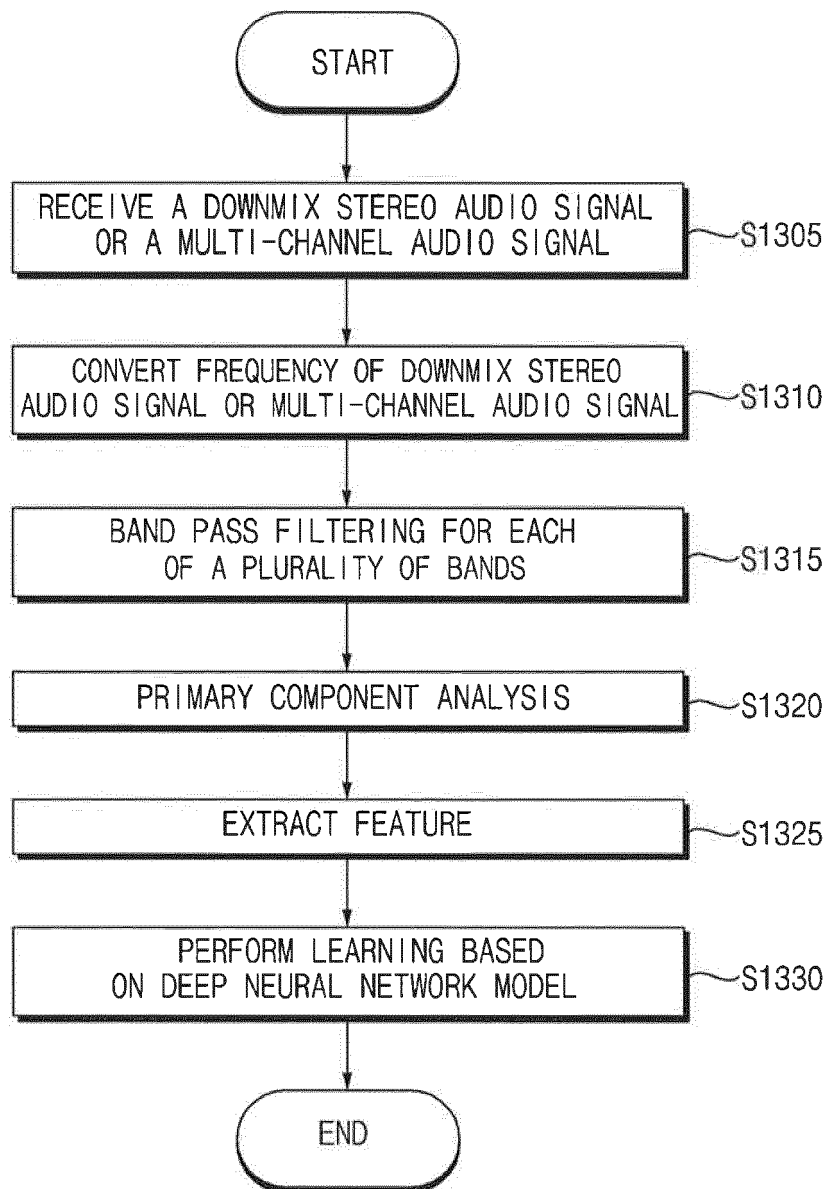 START
RECEIVE A DOWNMIX STEREO AUDIO SIGNAL
OR A MULTI-CHANNEL AUDIO SIGNAL
S1305
CONVERT FREQUENCY OF DOWNMIX STEREO
AUDIO SIGNAL OR MULTI-CHANNEL AUDIO SIGNAL
S1310
BAND PASS FILTERING FOR EACH
OF A PLURALITY OF BANDS
S1315
PRIMARY COMPONENT ANALYSIS
S1320
EXTRACT FEATURE
S1325
PERFORM LEARNING BASED
ON DEEP NEURAL NETWORK MODEL
S1330
END